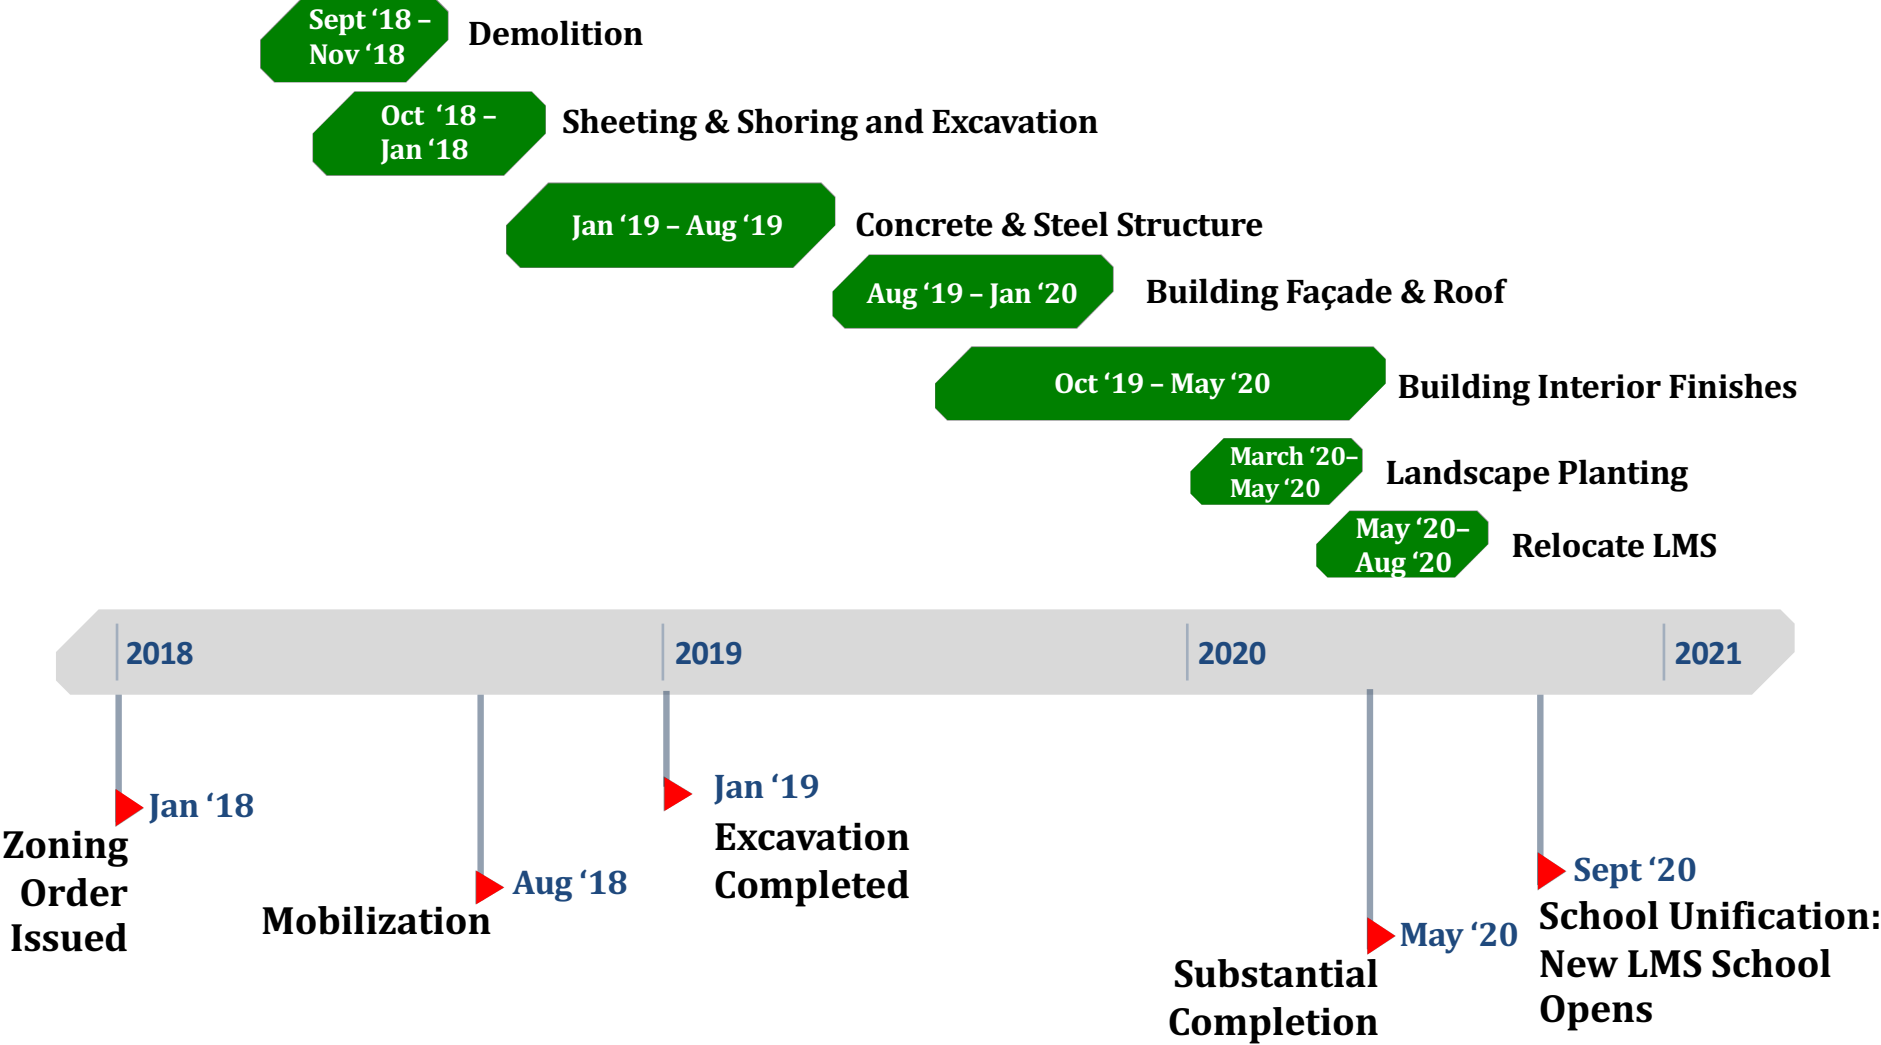 Sept ‘18 –
Nov ‘18
Demolition
Oct  ‘18 –
Jan ‘18
Sheeting & Shoring and Excavation
Jan ‘19 – Aug ‘19
Concrete & Steel Structure
Aug ‘19 – Jan ‘20
Building Façade & Roof
Oct ‘19 – May ‘20
Building Interior Finishes
March ‘20–
May ‘20
Landscape Planting
May ‘20–
Aug ‘20
Relocate LMS
2018
2019
2020
2021
Jan ‘18
Zoning
Order
Issued
Aug ‘18
Mobilization
Jan ‘19
Excavation
Completed
May ‘20
Substantial
Completion
Sept ‘20
School Unification:
New LMS School
Opens